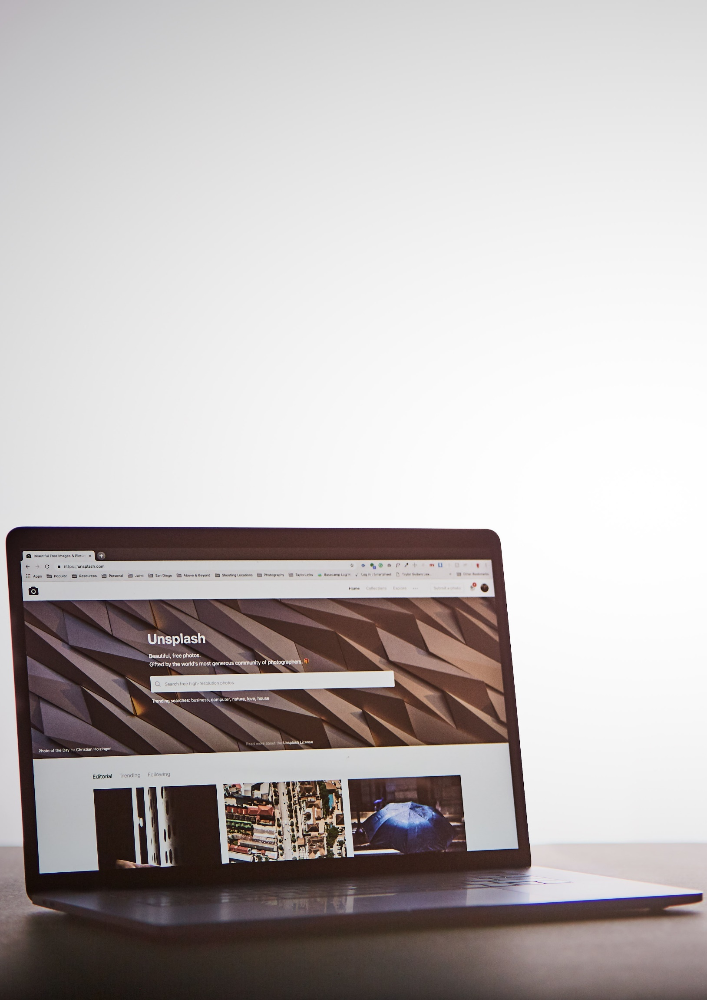 Beautiful Free Images & Pictu
https://unsplash.com
Apps Popular Resources Personal Jaimi San Diego Above & Beyond Shooting Locations Photography TaylorLinks Basecamp Log In Log In | Smartsheet Taylor Guitars Lea... Other Bookmarks
Home Collections Explore ••• Submit a photo
Unsplash
Beautiful, free photos.
Gifted by the world's most generous community of photographers. 🎁
Search free high-resolution photos
Trending searches: business, computer, nature, love, house
Read more about the Unsplash License
Photo of the Day by Christian Holzinger
Editorial Trending Following